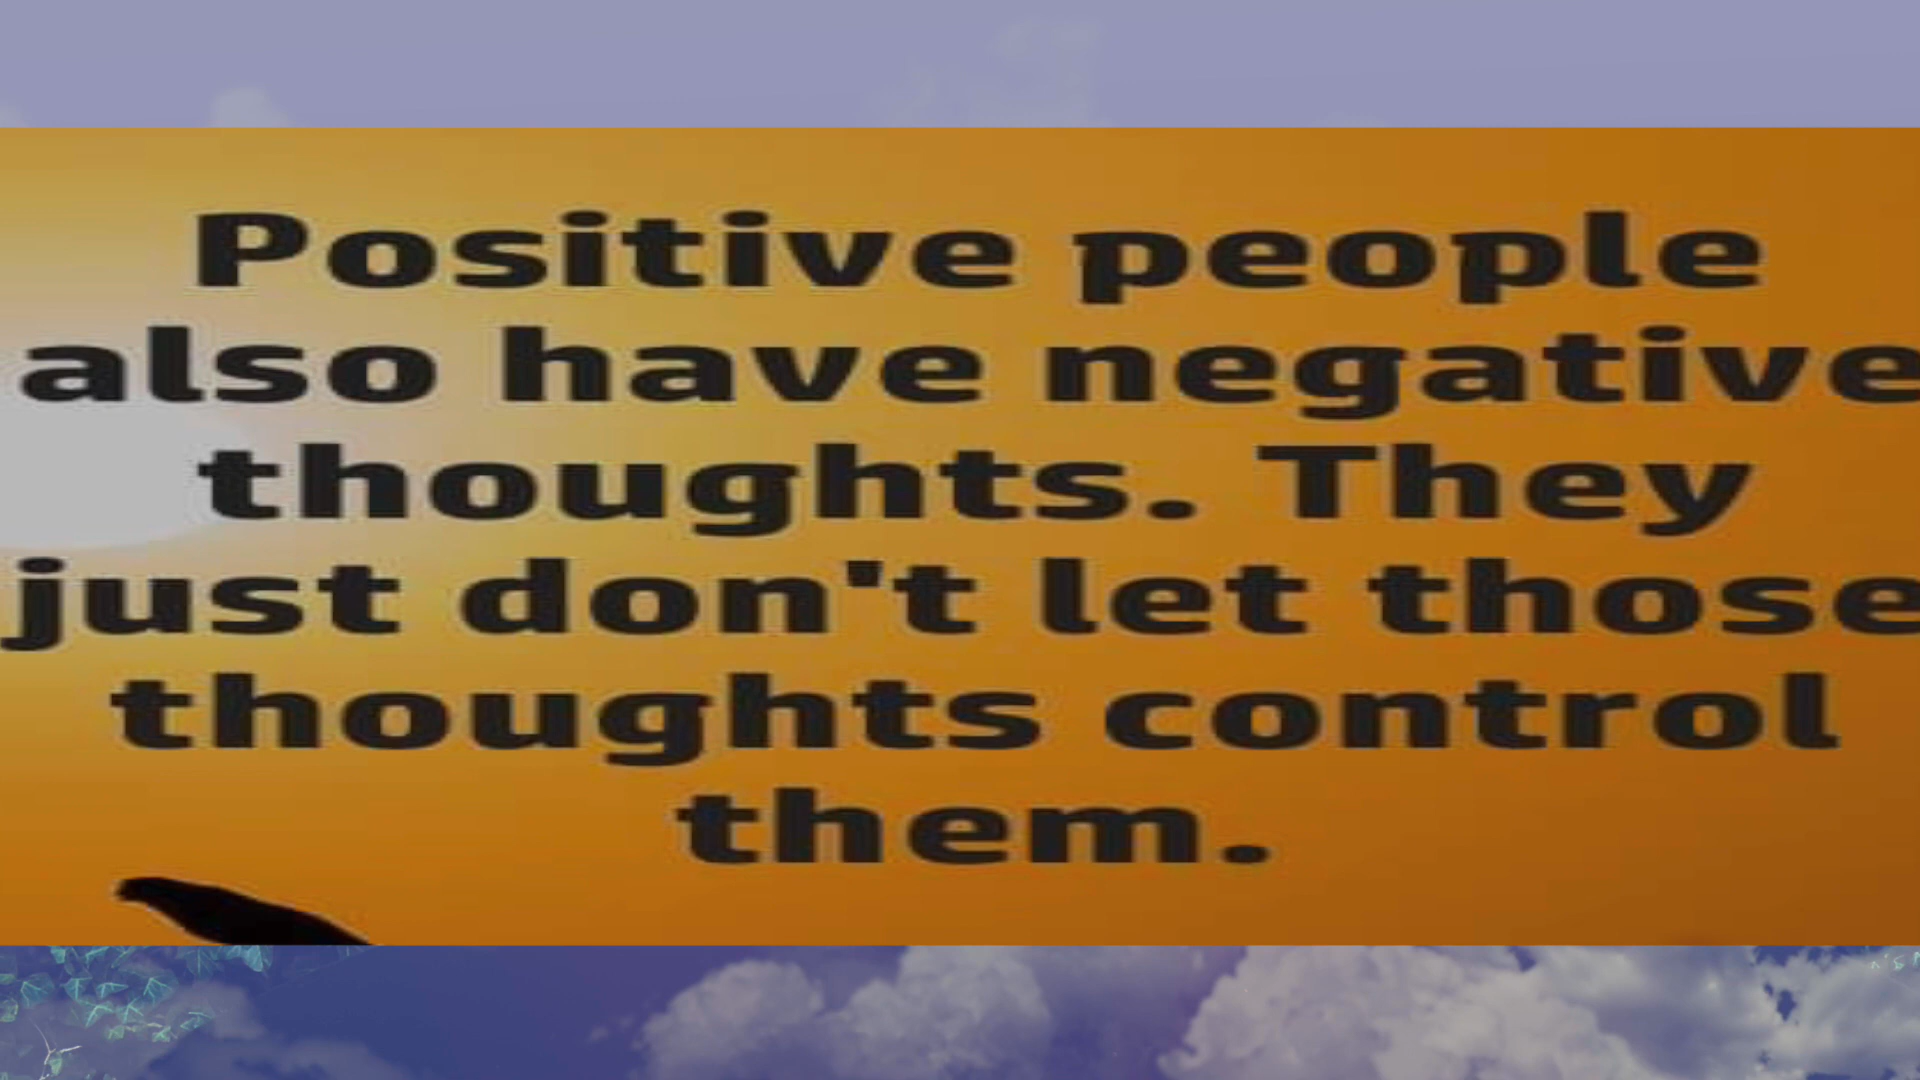 Positive people
also have negative
thoughts. They
just don't let those
thoughts control
them.